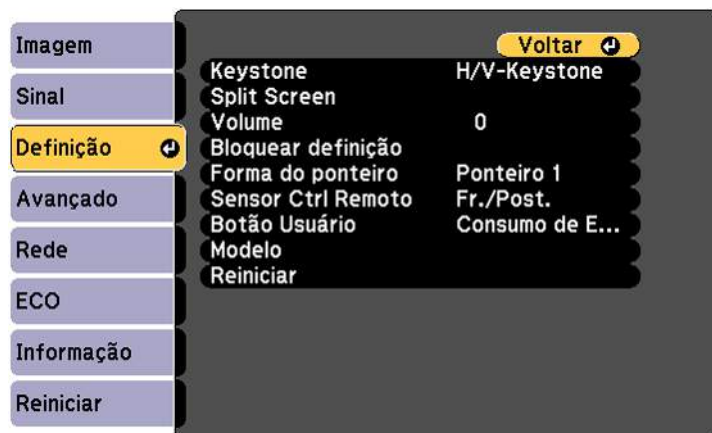 Imagem
Sinal
Definição
Avançado
Rede
ECO
Informação
Reiniciar
Voltar
Keystone H/V-Keystone
Split Screen
Volume 0
Bloquear definição
Forma do ponteiro Ponteiro 1
Sensor Ctrl Remoto Fr./Post.
Botão Usuário Consumo de E...
Modelo
Reiniciar